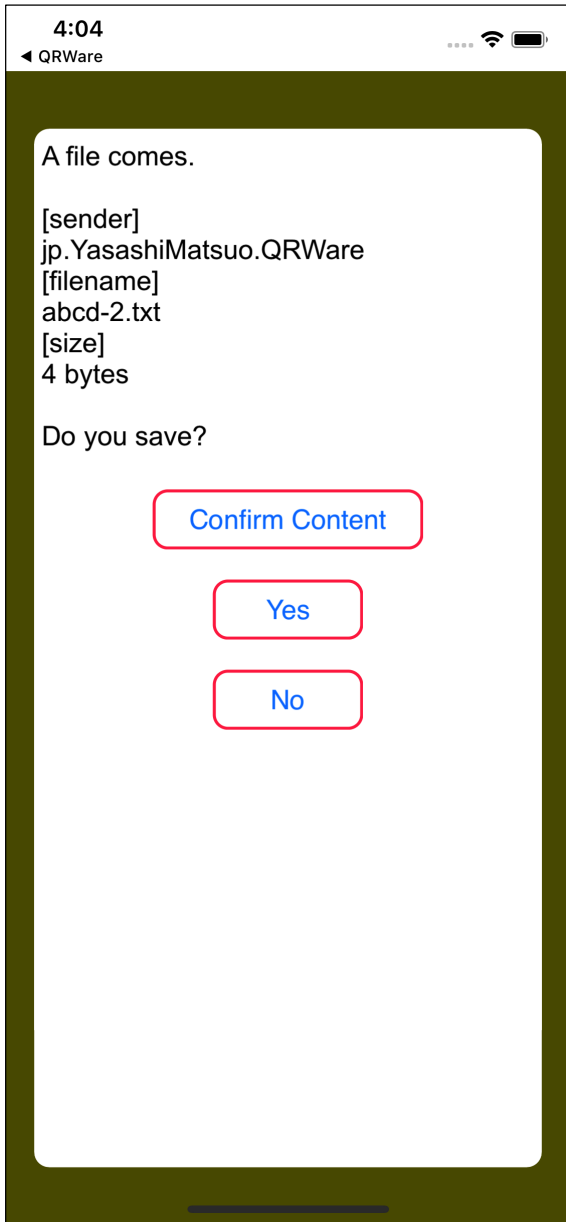 4:04
◀ QRWare
A file comes.
[sender]
jp.YasashiMatsuo.QRWare
[filename]
abcd-2.txt
[size]
4 bytes
Do you save?
Confirm Content
Yes
No